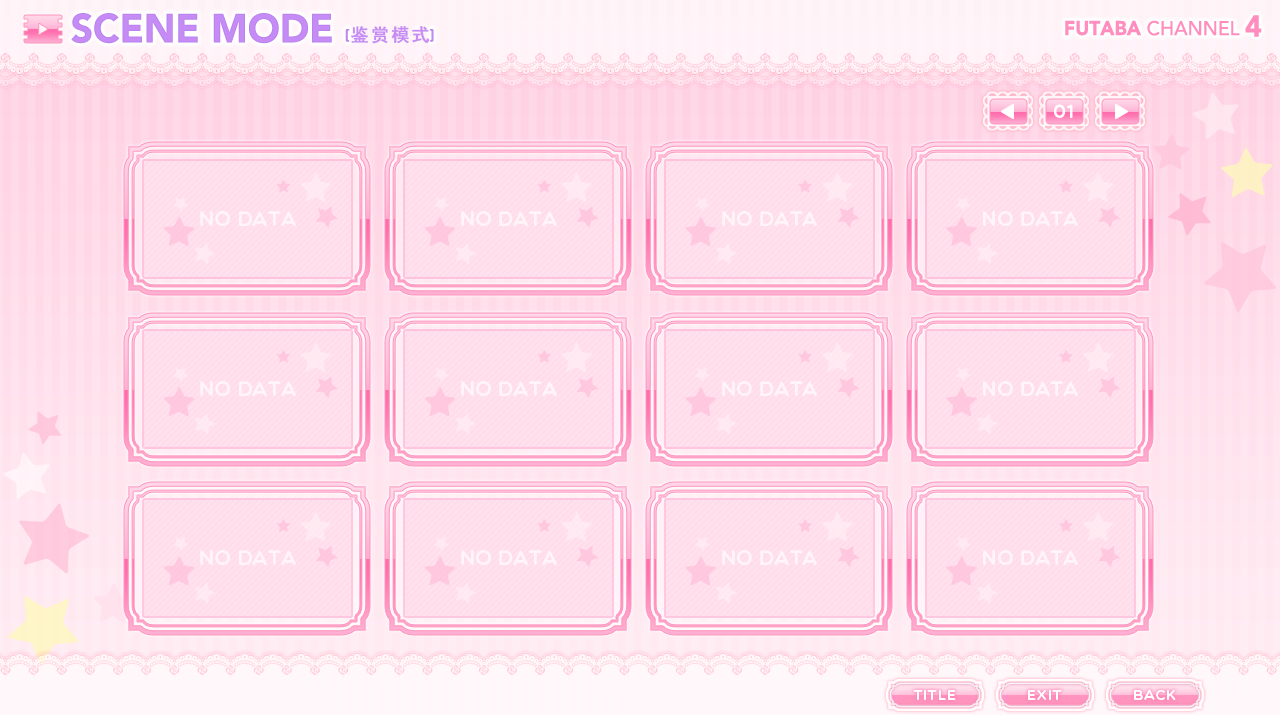 SCENE MODE [鉴赏模式]
FUTABA CHANNEL 4
01
NO DATA NO DATA NO DATA NO DATA
NO DATA NO DATA NO DATA NO DATA
NO DATA NO DATA NO DATA NO DATA
TITLE EXIT BACK